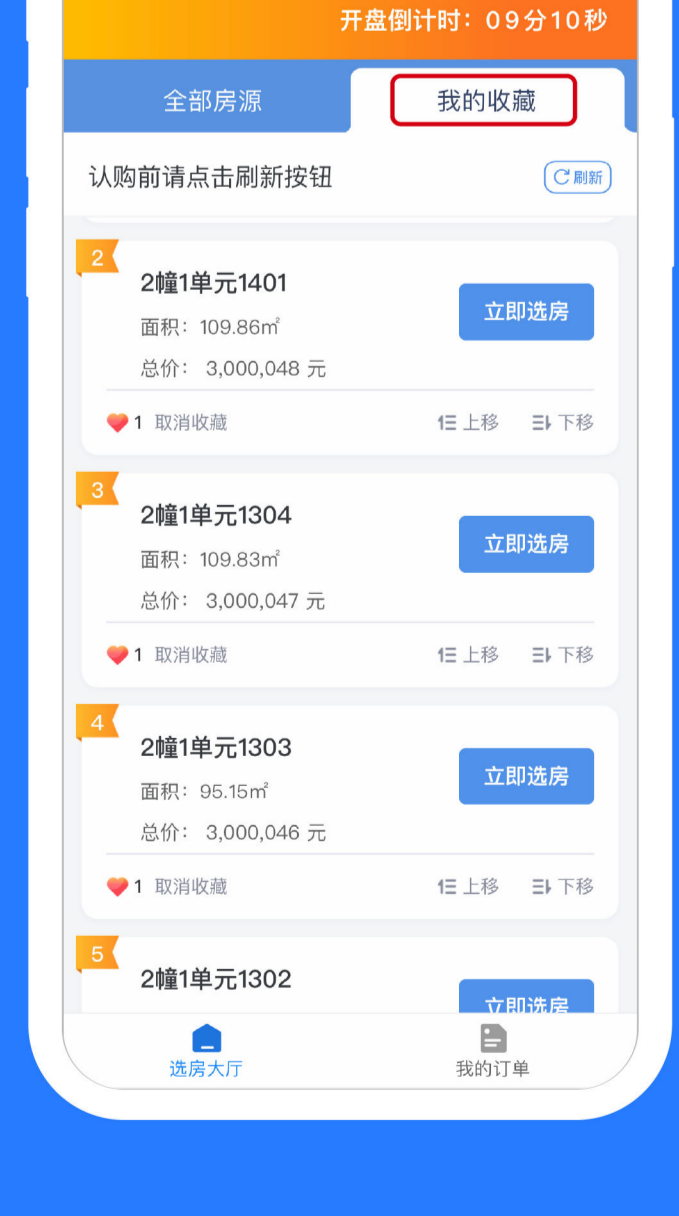 开盘倒计时：09分10秒
全部房源 我的收藏
认购前请点击刷新按钮 刷新
2
2幢1单元1401
面积：109.86㎡ 立即选房
总价： 3,000,048 元
1 取消收藏 上移 下移
3
2幢1单元1304
面积：109.83㎡ 立即选房
总价： 3,000,047 元
1 取消收藏 上移 下移
4
2幢1单元1303
面积：95.15㎡ 立即选房
总价： 3,000,046 元
1 取消收藏 上移 下移
5
2幢1单元1302
立即选房
选房大厅 我的订单